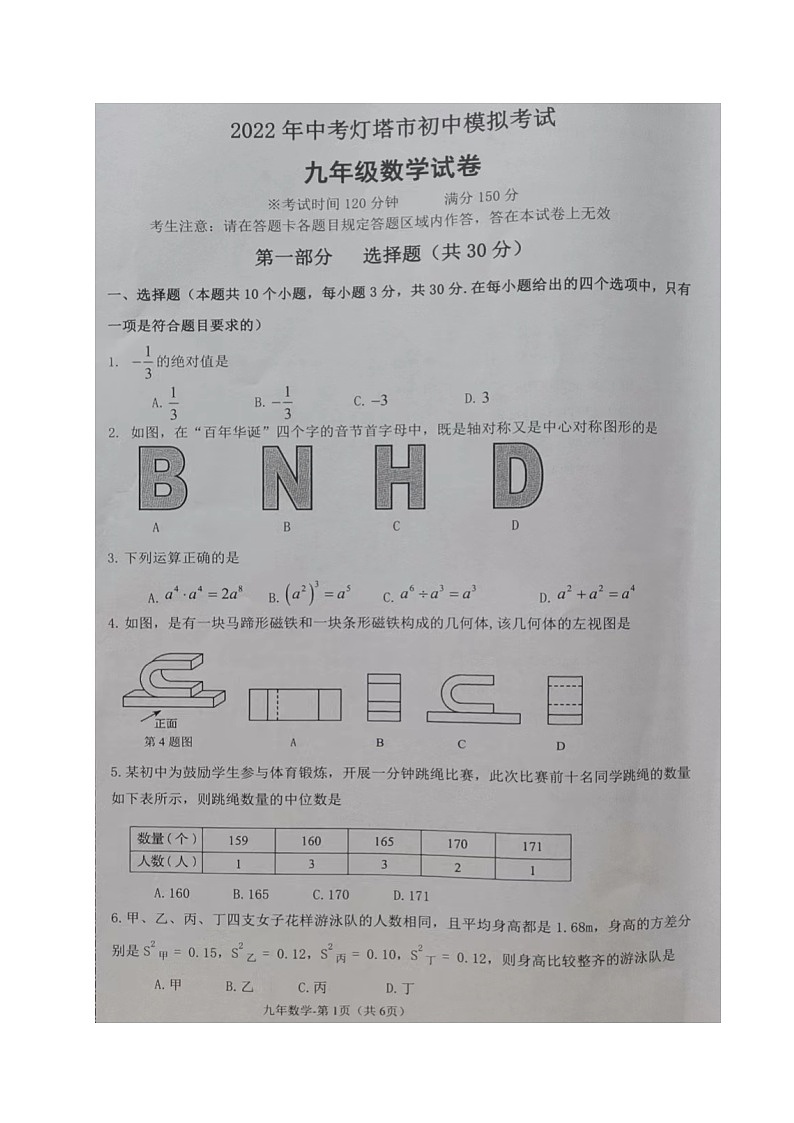 2022年中考灯塔市初中模拟考试
九年级数学试卷
※考试时间120分钟 满分150分
考生注意：请在答题卡各题目规定答题区域内作答，答在本试卷上无效
第一部分 选择题（共30分）
一、选择题（本题共10个小题，每小题3分，共30分.在每小题给出的四个选项中，只有
一项是符合题目要求的）
1. −1/3的绝对值是
A. 1/3 B. −1/3 C. −3 D. 3
2. 如图，在“百年华诞”四个字的音节首字母中，既是轴对称又是中心对称图形的是
B N H D
A B C D
3. 下列运算正确的是
A. a⁴·a⁴=2a⁸ B. (a²)³=a⁵ C. a⁶÷a³=a³ D. a²+a²=a⁴
4. 如图，是有一块马蹄形磁铁和一块条形磁铁构成的几何体,该几何体的左视图是
正面
第4题图 A B C D
5. 某初中为鼓励学生参与体育锻炼，开展一分钟跳绳比赛，此次比赛前十名同学跳绳的数量
如下表所示，则跳绳数量的中位数是
数量(个) 159 160 165 170 171
人数(人) 1 3 3 2 1
A. 160 B. 165 C. 170 D. 171
6. 甲、乙、丙、丁四支女子花样游泳队的人数相同，且平均身高都是1.68m，身高的方差分
别是S²甲=0.15，S²乙=0.12，S²丙=0.10，S²丁=0.12，则身高比较整齐的游泳队是
A. 甲 B. 乙 C. 丙 D. 丁
九年数学-第1页（共6页）